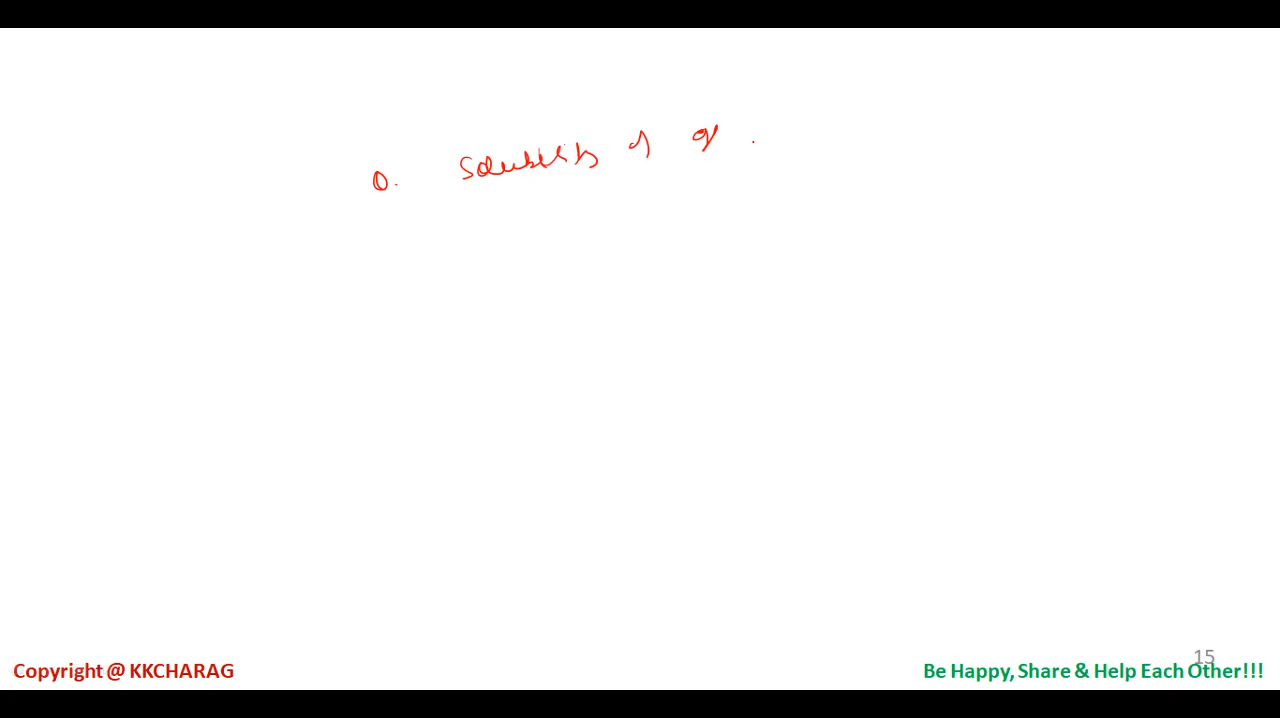 Q. Solubility of
15
Copyright @ KKCHARAG
Be Happy, Share & Help Each Other!!!